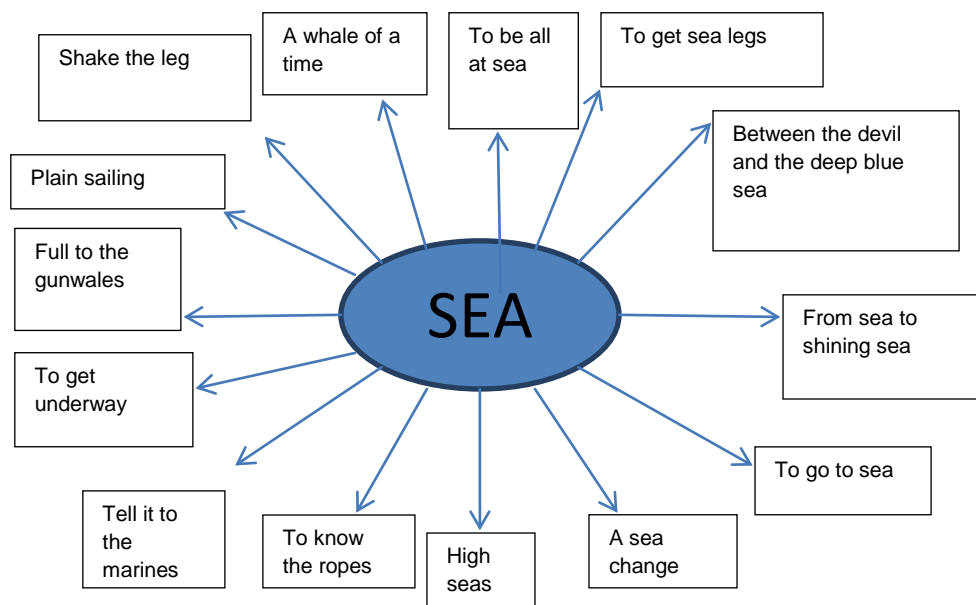 Shake the leg
A whale of a
time
To be all
at sea
To get sea legs
Between the devil
and the deep blue
sea
Plain sailing
Full to the
gunwales
SEA
From sea to
shining sea
To get
underway
To go to sea
Tell it to
the
marines
To know
the ropes
High
seas
A sea
change